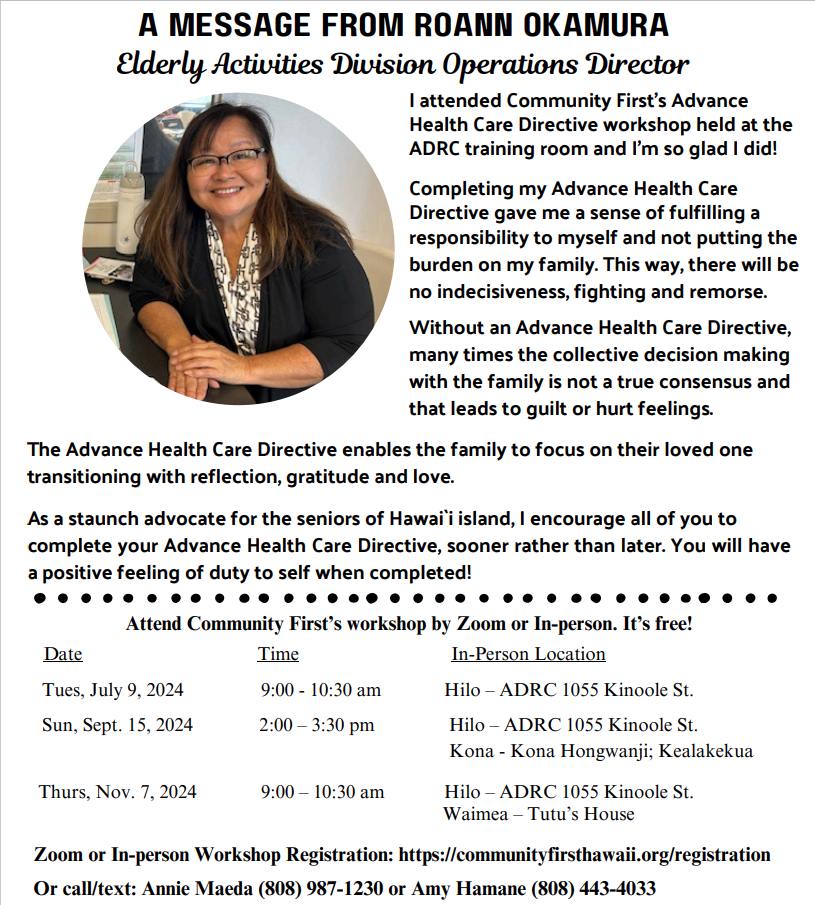 A MESSAGE FROM ROANN OKAMURA
Elderly Activities Division Operations Director
I attended Community First's Advance
Health Care Directive workshop held at the
ADRC training room and I'm so glad I did!
Completing my Advance Health Care
Directive gave me a sense of fulfilling a
responsibility to myself and not putting the
burden on my family. This way, there will be
no indecisiveness, fighting and remorse.
Without an Advance Health Care Directive,
many times the collective decision making
with the family is not a true consensus and
that leads to guilt or hurt feelings.
The Advance Health Care Directive enables the family to focus on their loved one
transitioning with reflection, gratitude and love.
As a staunch advocate for the seniors of Hawai`i island, I encourage all of you to
complete your Advance Health Care Directive, sooner rather than later. You will have
a positive feeling of duty to self when completed!
Attend Community First's workshop by Zoom or In-person. It's free!
Date Time In-Person Location
Tues, July 9, 2024 9:00 - 10:30 am Hilo – ADRC 1055 Kinoole St.
Sun, Sept. 15, 2024 2:00 – 3:30 pm Hilo – ADRC 1055 Kinoole St.
Kona - Kona Hongwanji; Kealakekua
Thurs, Nov. 7, 2024 9:00 – 10:30 am Hilo – ADRC 1055 Kinoole St.
Waimea – Tutu's House
Zoom or In-person Workshop Registration: https://communityfirsthawaii.org/registration
Or call/text: Annie Maeda (808) 987-1230 or Amy Hamane (808) 443-4033